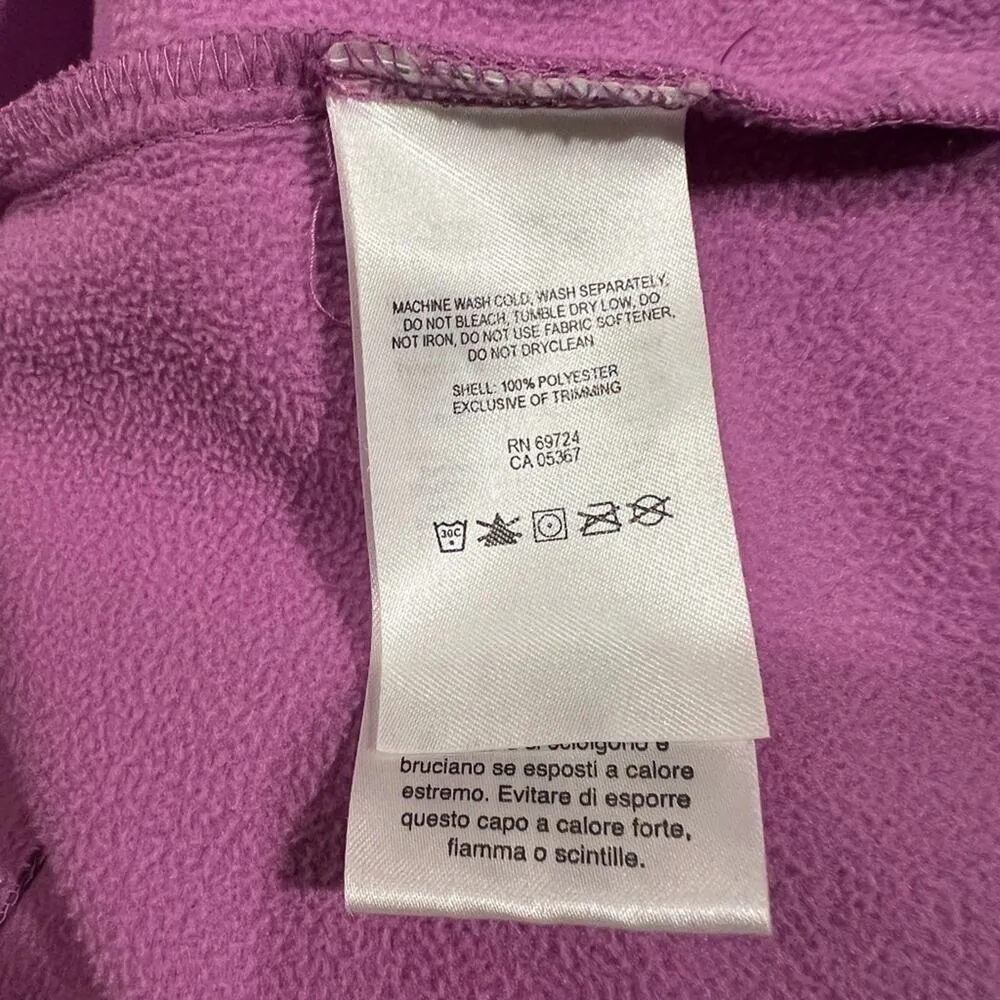 MACHINE WASH COLD, WASH SEPARATELY,
DO NOT BLEACH, TUMBLE DRY LOW, DO
NOT IRON, DO NOT USE FABRIC SOFTENER,
DO NOT DRYCLEAN
SHELL: 100% POLYESTER
EXCLUSIVE OF TRIMMING
RN 69724
CA 05367
30C
e
bruciano se esposti a calore
estremo. Evitare di esporre
questo capo a calore forte,
fiamma o scintille.